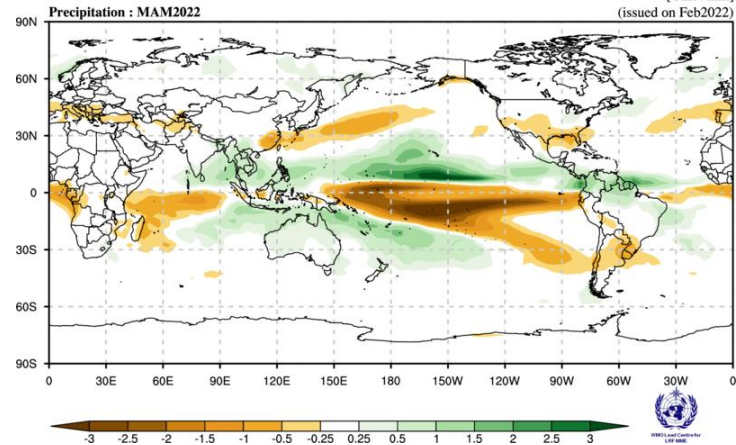 Precipitation : MAM2022
(issued on Feb2022)
90N
60N
30N
0
30S
60S
90S
0 30E 60E 90E 120E 150E 180 150W 120W 90W 60W 30W 0
-3 -2.5 -2 -1.5 -1 -0.5 -0.25 0.25 0.5 1 1.5 2 2.5 3
WMO Lead Centre for
LRF MME